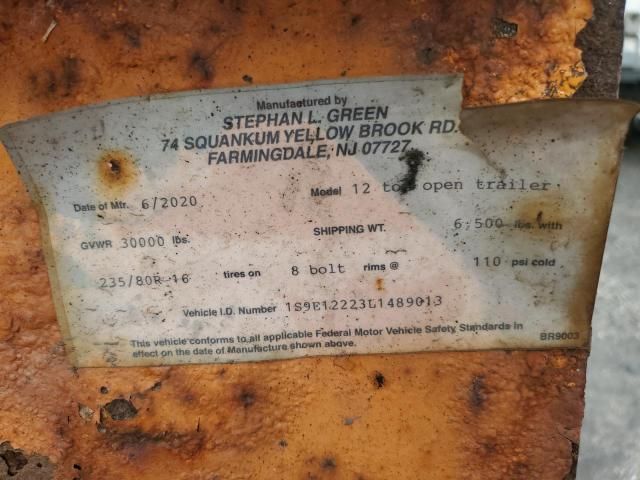 Manufactured by
STEPHAN L. GREEN
74 SQUANKUM YELLOW BROOK RD.
FARMINGDALE, NJ 07727
Date of Mfr. 6/2020 Model 12 ton open trailer
GVWR 30000 lbs. SHIPPING WT. 6,500 lbs. with
235/80R 16 tires on 8 bolt rims @ 110 psi cold
Vehicle I.D. Number 1S9E12223L1489013
This vehicle conforms to all applicable Federal Motor Vehicle Safety Standards in
effect on the date of Manufacture shown above.
BR9003